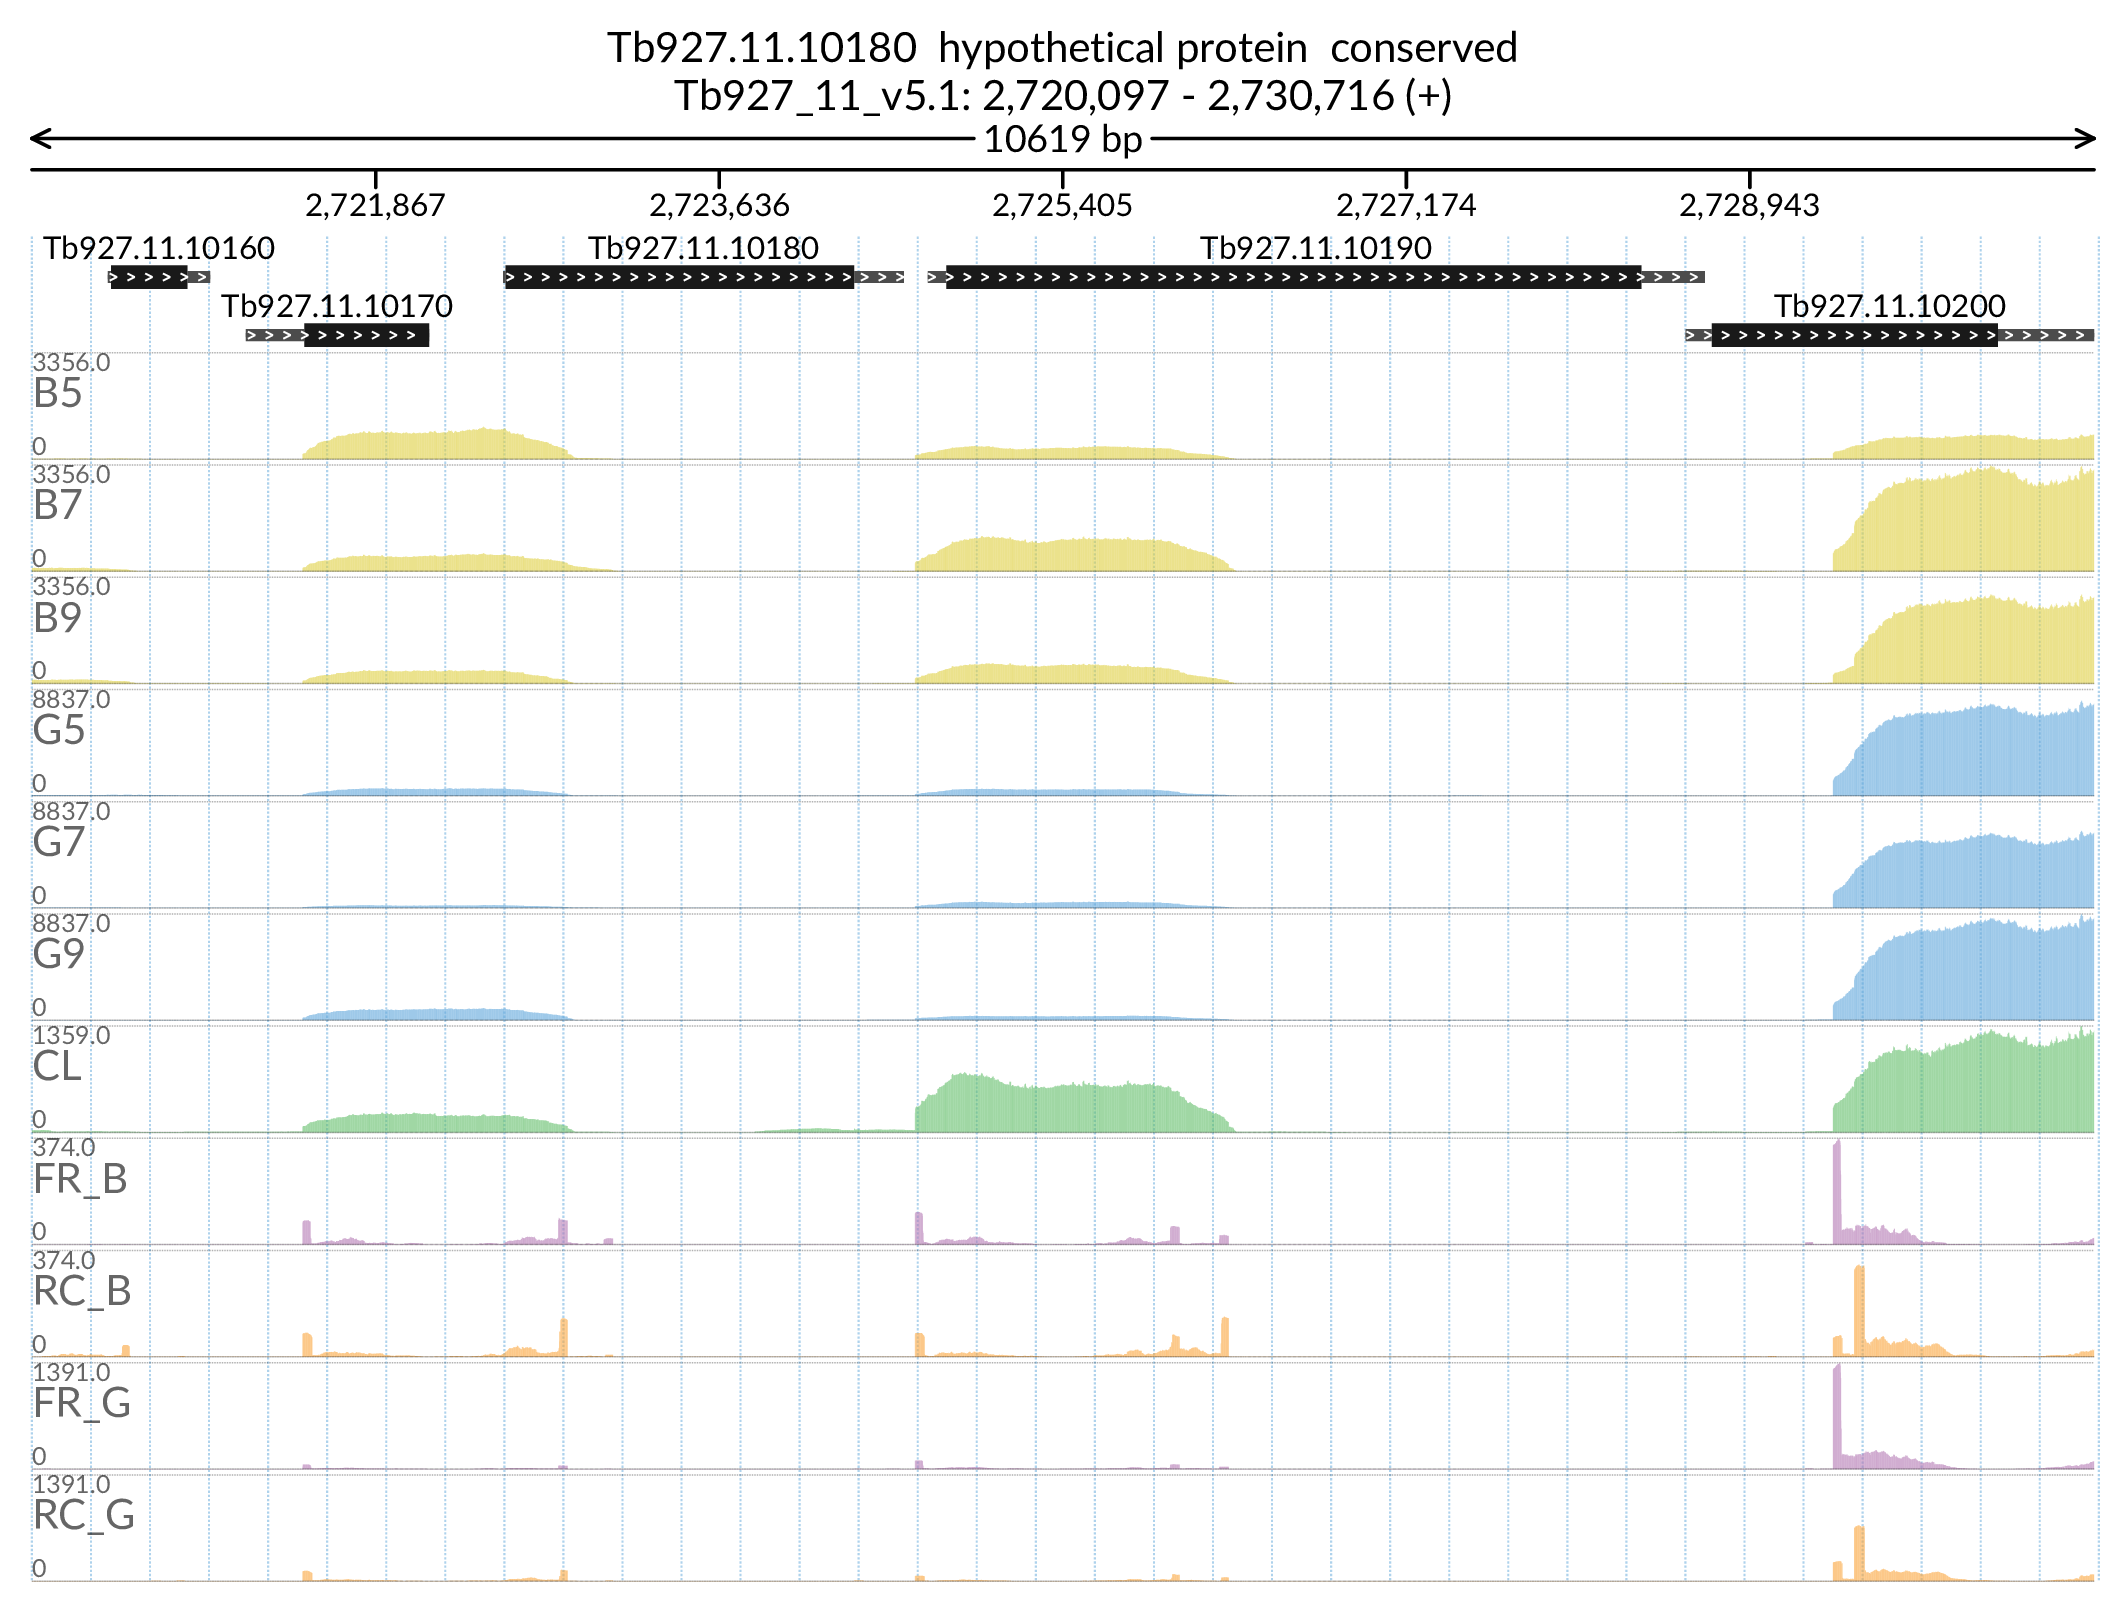 Tb927.11.10180 hypothetical protein conserved
Tb927_11_v5.1: 2,720,097 - 2,730,716 (+)
10619 bp
2,721,867 2,723,636 2,725,405 2,727,174 2,728,943
Tb927.11.10160 Tb927.11.10180 Tb927.11.10190
Tb927.11.10170 Tb927.11.10200
3356.0
B5
0
3356.0
B7
0
3356.0
B9
0
8837.0
G5
0
8837.0
G7
0
8837.0
G9
0
1359.0
CL
0
374.0
FR_B
0
374.0
RC_B
0
1391.0
FR_G
0
1391.0
RC_G
0